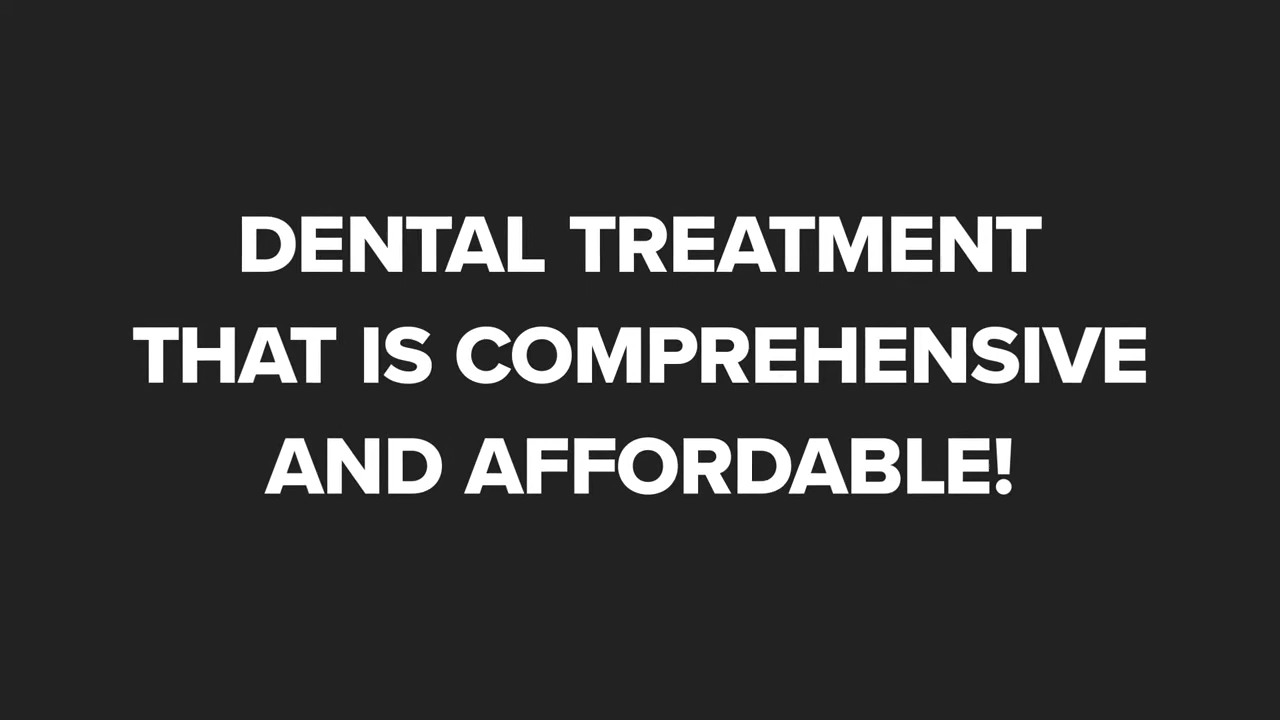 DENTAL TREATMENT
THAT IS COMPREHENSIVE
AND AFFORDABLE!